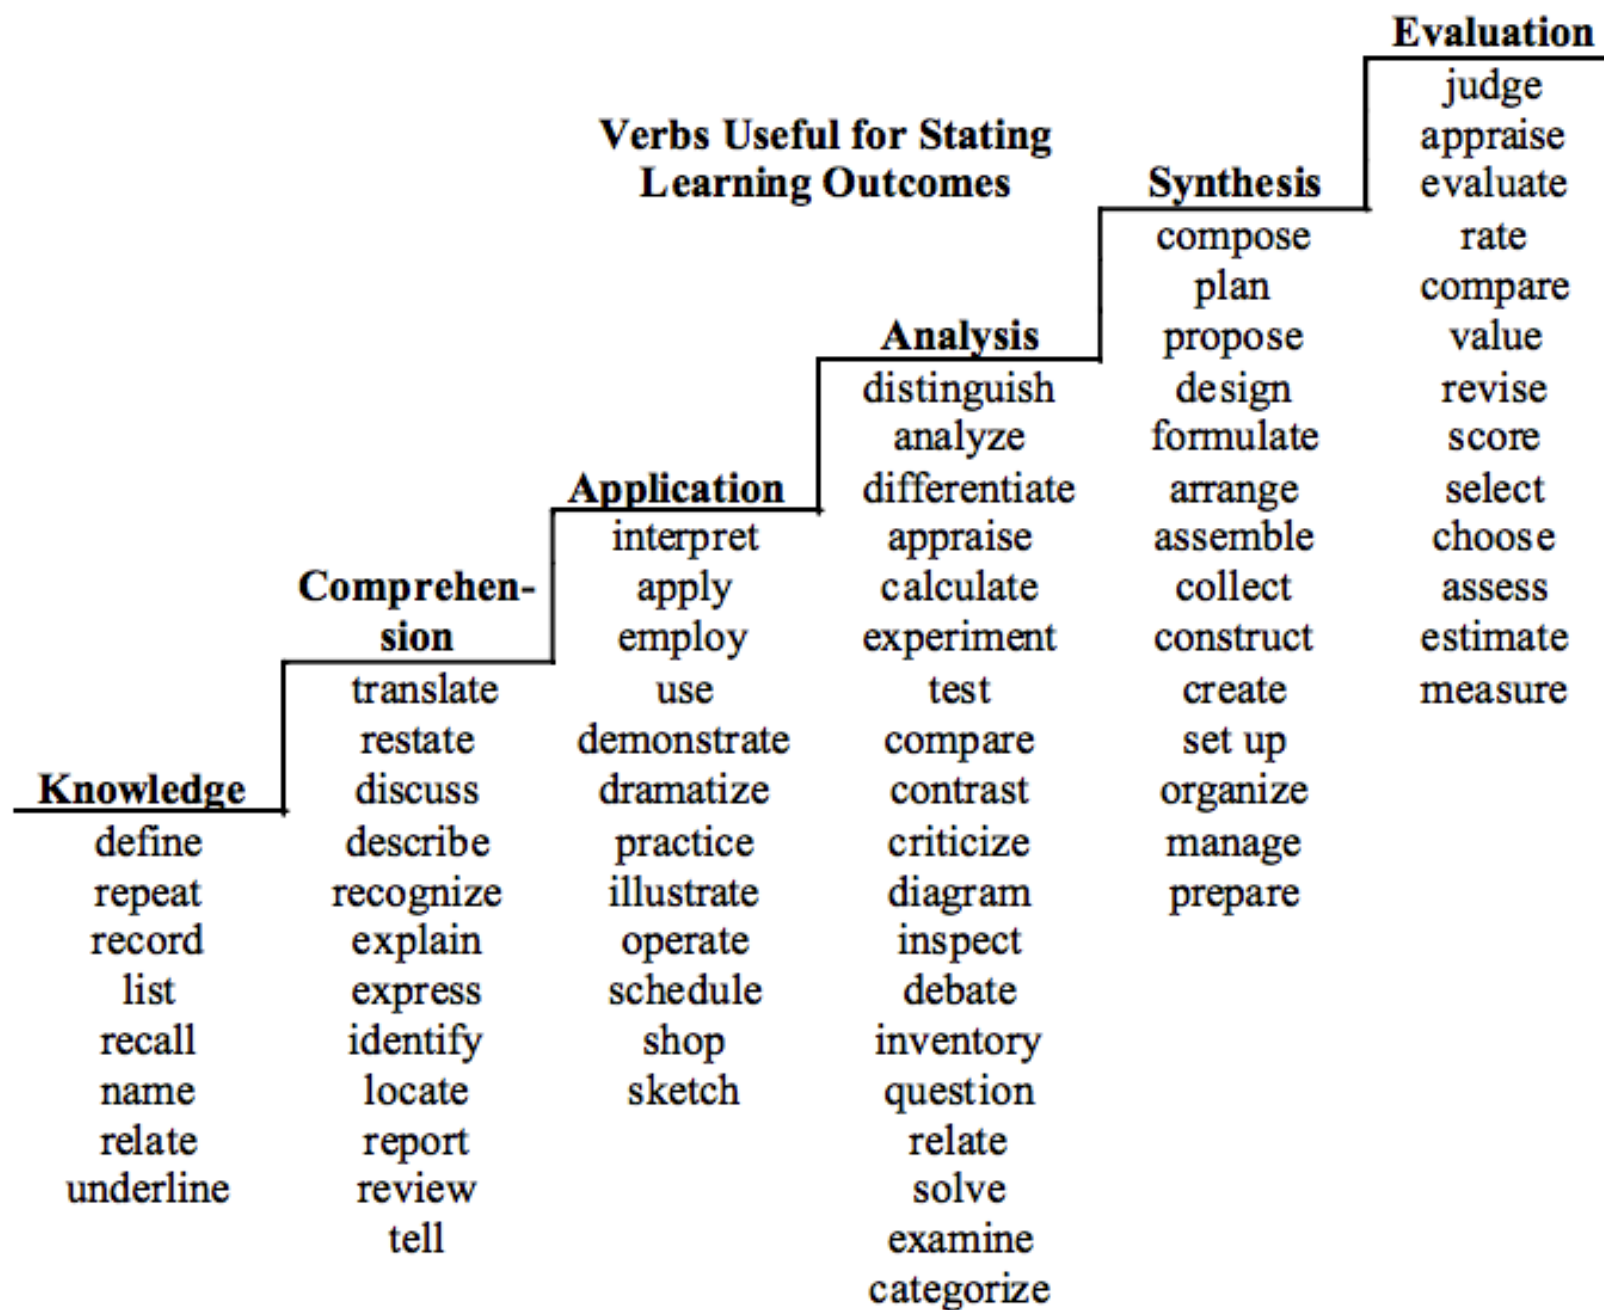 Verbs Useful for Stating
Learning Outcomes
Knowledge
define
repeat
record
list
recall
name
relate
underline
Comprehen-
sion
translate
restate
discuss
describe
recognize
explain
express
identify
locate
report
review
tell
Application
interpret
apply
employ
use
demonstrate
dramatize
practice
illustrate
operate
schedule
shop
sketch
Analysis
distinguish
analyze
differentiate
appraise
calculate
experiment
test
compare
contrast
criticize
diagram
inspect
debate
inventory
question
relate
solve
examine
categorize
Synthesis
compose
plan
propose
design
formulate
arrange
assemble
collect
construct
create
set up
organize
manage
prepare
Evaluation
judge
appraise
evaluate
rate
compare
value
revise
score
select
choose
assess
estimate
measure